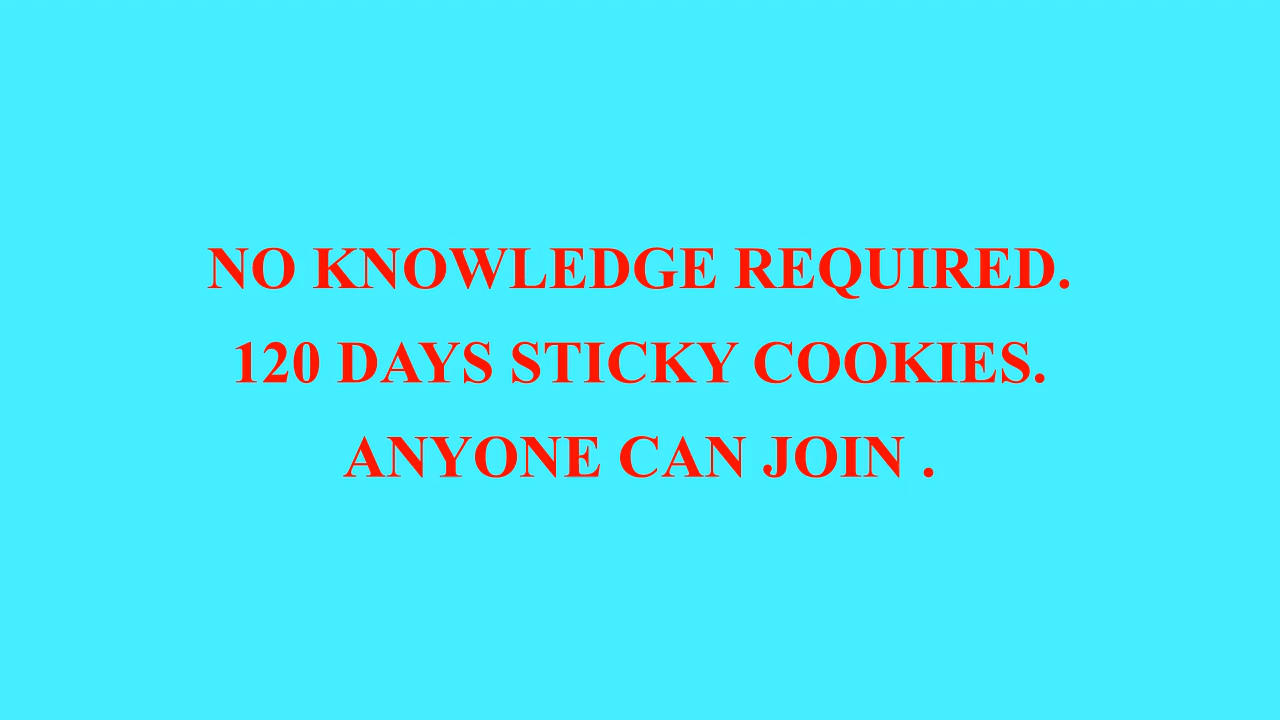 NO KNOWLEDGE REQUIRED.
120 DAYS STICKY COOKIES.
ANYONE CAN JOIN .